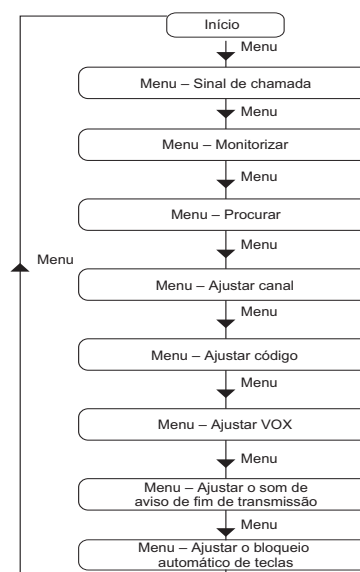 Início
Menu
Menu – Sinal de chamada
Menu
Menu – Monitorizar
Menu
Menu – Procurar
Menu
Menu
Menu – Ajustar canal
Menu
Menu – Ajustar código
Menu
Menu – Ajustar VOX
Menu
Menu – Ajustar o som de
aviso de fim de transmissão
Menu
Menu – Ajustar o bloqueio
automático de teclas